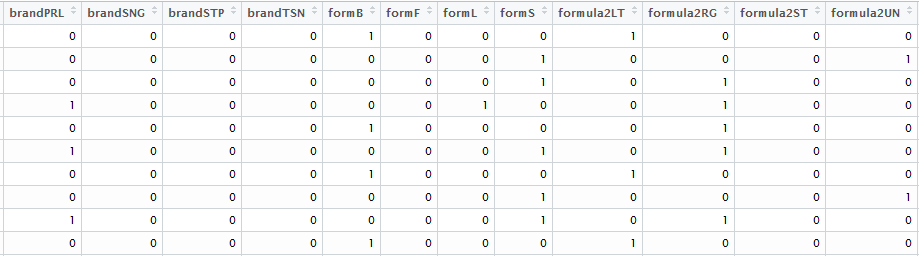 brandPRL brandSNG brandSTP brandTSN formB formF formL formS formula2LT formula2RG formula2ST formula2UN
0 0 0 0 1 0 0 0 1 0 0 0
0 0 0 0 0 0 0 1 0 0 0 1
0 0 0 0 0 0 0 1 0 1 0 0
1 0 0 0 0 0 1 0 0 1 0 0
0 0 0 0 1 0 0 0 0 1 0 0
1 0 0 0 0 0 0 1 0 1 0 0
0 0 0 0 1 0 0 0 1 0 0 0
0 0 0 0 0 0 0 1 0 0 0 1
1 0 0 0 0 0 0 1 0 1 0 0
0 0 0 0 1 0 0 0 1 0 0 0